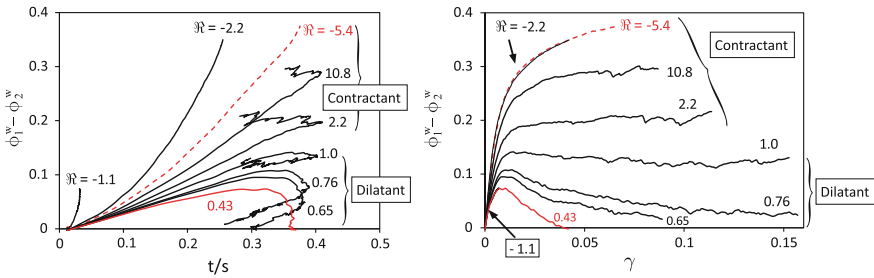 0.4
0.3
0.2
0.1
0
0
0.1
0.2
0.3
0.4
0.5
t/s
ϕ₁ʷ− ϕ₂ʷ
ℜ = -2.2
ℜ = -5.4
ℜ = -1.1
10.8
Contractant
2.2
1.0
0.76
Dilatant
0.65
0.43
0.4
0.3
0.2
0.1
0
0
0.05
0.1
0.15
γ
ϕ₁ʷ− ϕ₂ʷ
ℜ = -2.2
ℜ = -5.4
Contractant
10.8
2.2
1.0
0.76
Dilatant
0.65
0.43
- 1.1